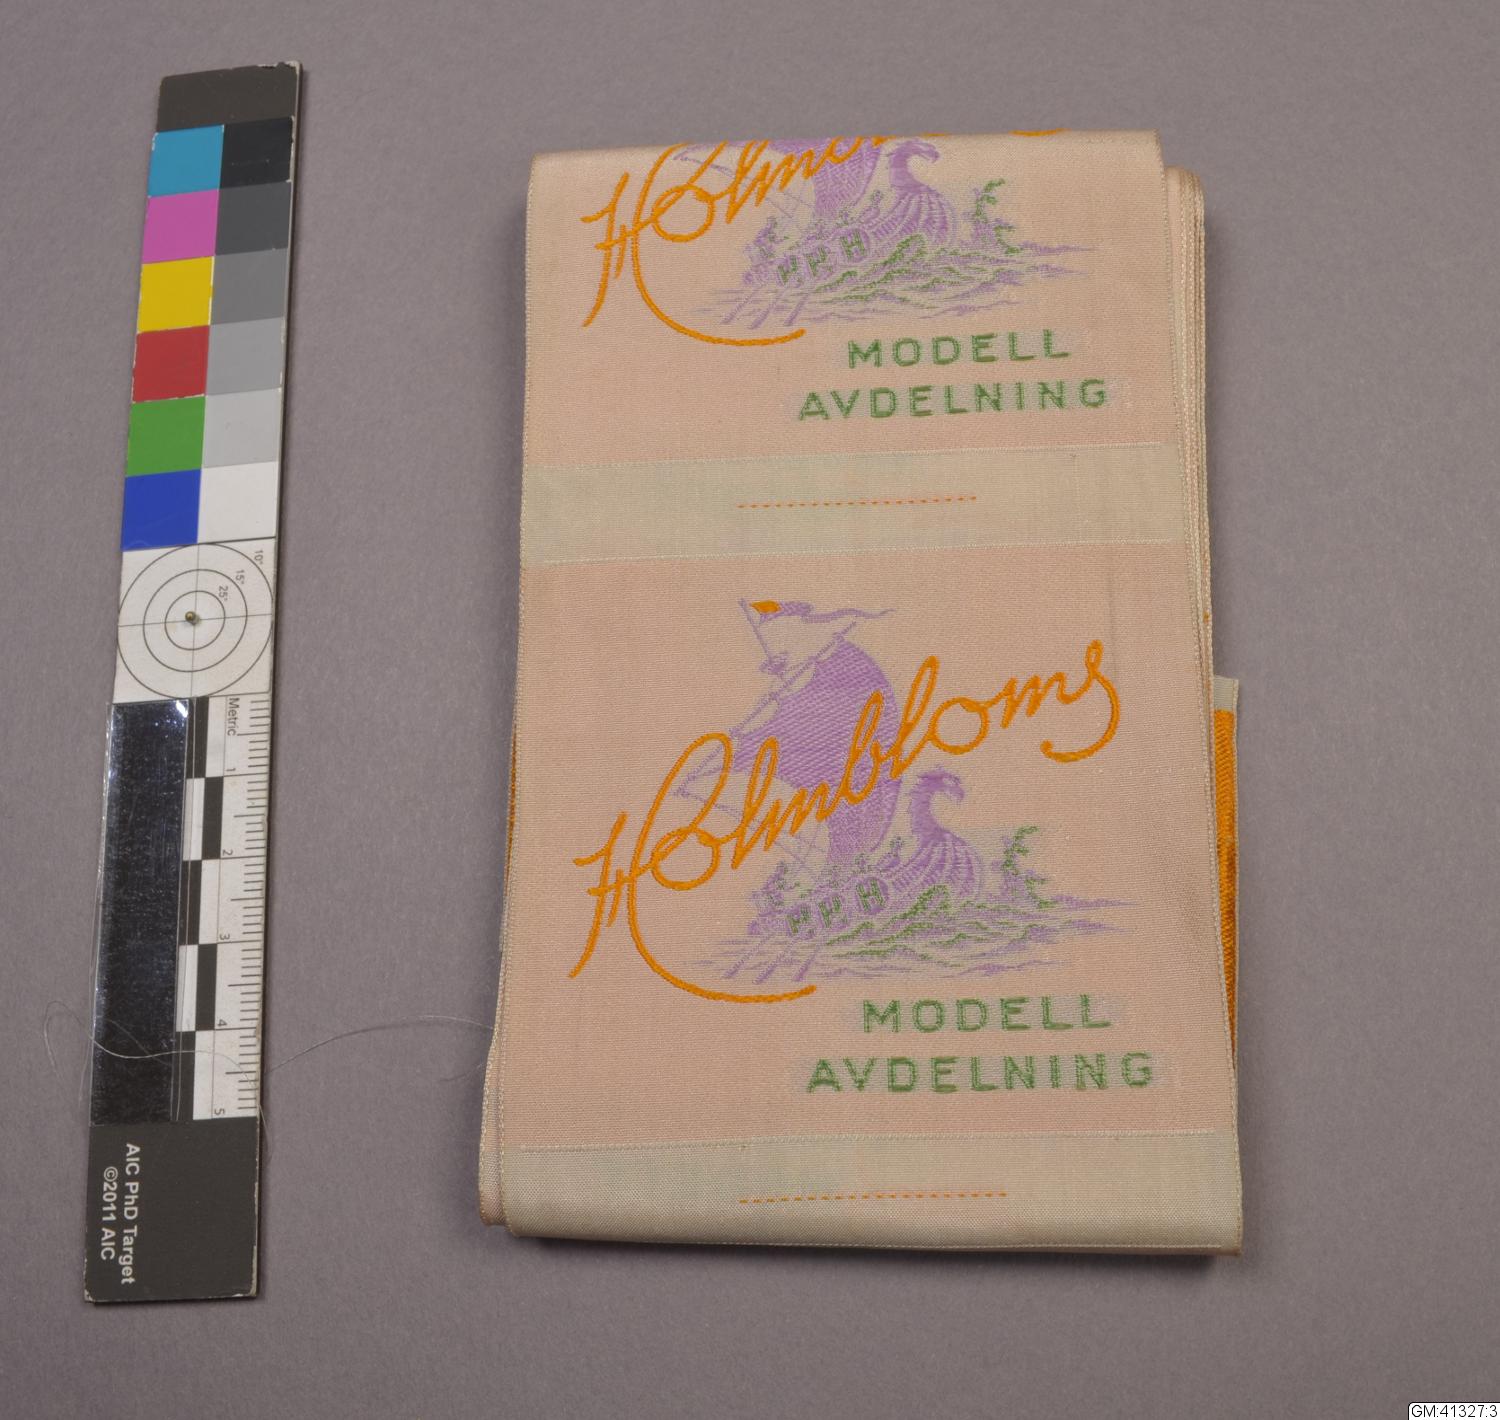 Holmbloms
MODELL
AVDELNING
H H H
Holmbloms
MODELL
AVDELNING
10°
15°
25°
Metric
1
2
3
4
5
AIC PhD Target
©2011 AIC
GM:41327:3